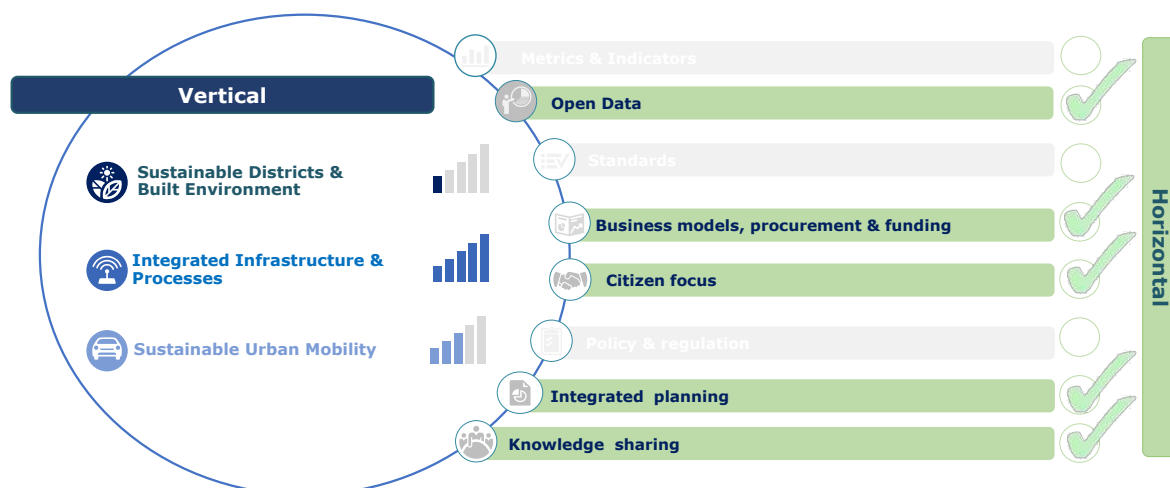 Vertical
Sustainable Districts &
Built Environment
Integrated Infrastructure &
Processes
Sustainable Urban Mobility
Metrics & Indicators
Open Data
Standards
Business models, procurement & funding
Citizen focus
Policy & regulation
Integrated planning
Knowledge sharing
Horizontal